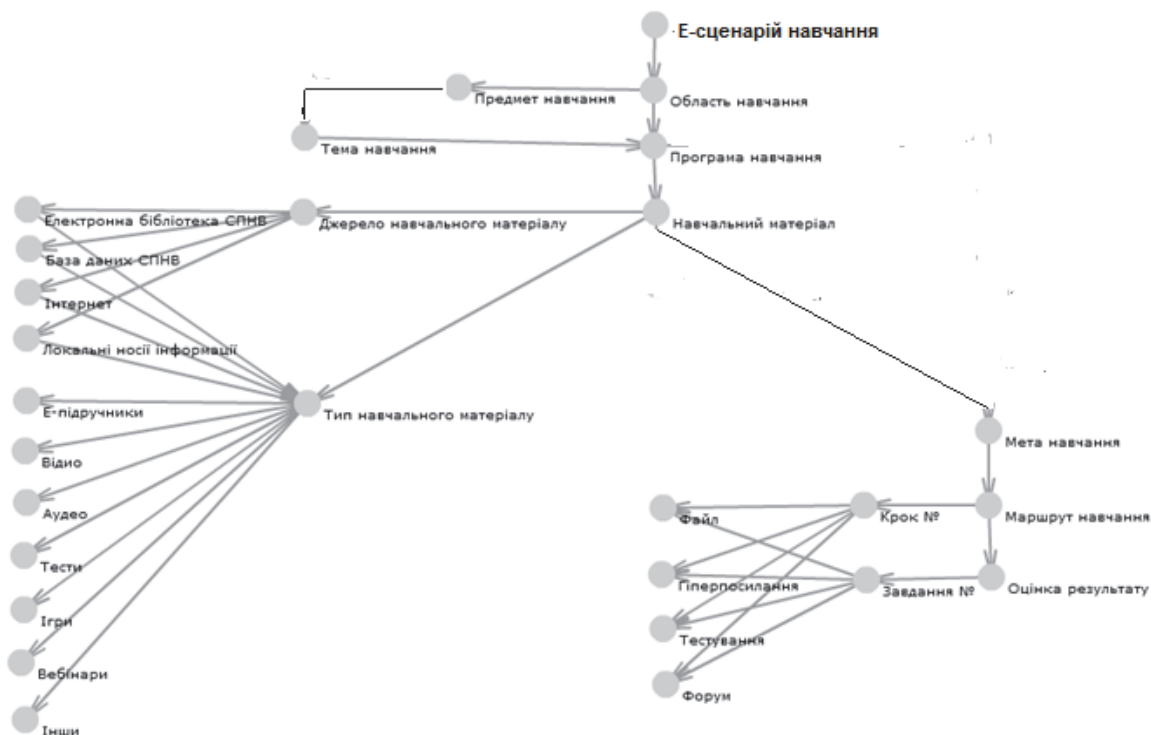 Е-сценарій навчання
Предмет навчання
Область навчання
Тема навчання
Програма навчання
Електронна бібліотека СПНВ
Джерело навчального матеріалу
Навчальний матеріал
База даних СПНВ
Інтернет
Локальні носії інформації
Е-підручники
Тип навчального матеріалу
Мета навчання
Відио
Аудео
Файл
Крок №
Маршрут навчання
Тести
Гіперпосилання
Завдання №
Оцінка результату
Ігри
Тестування
Вебінари
Форум
Інши